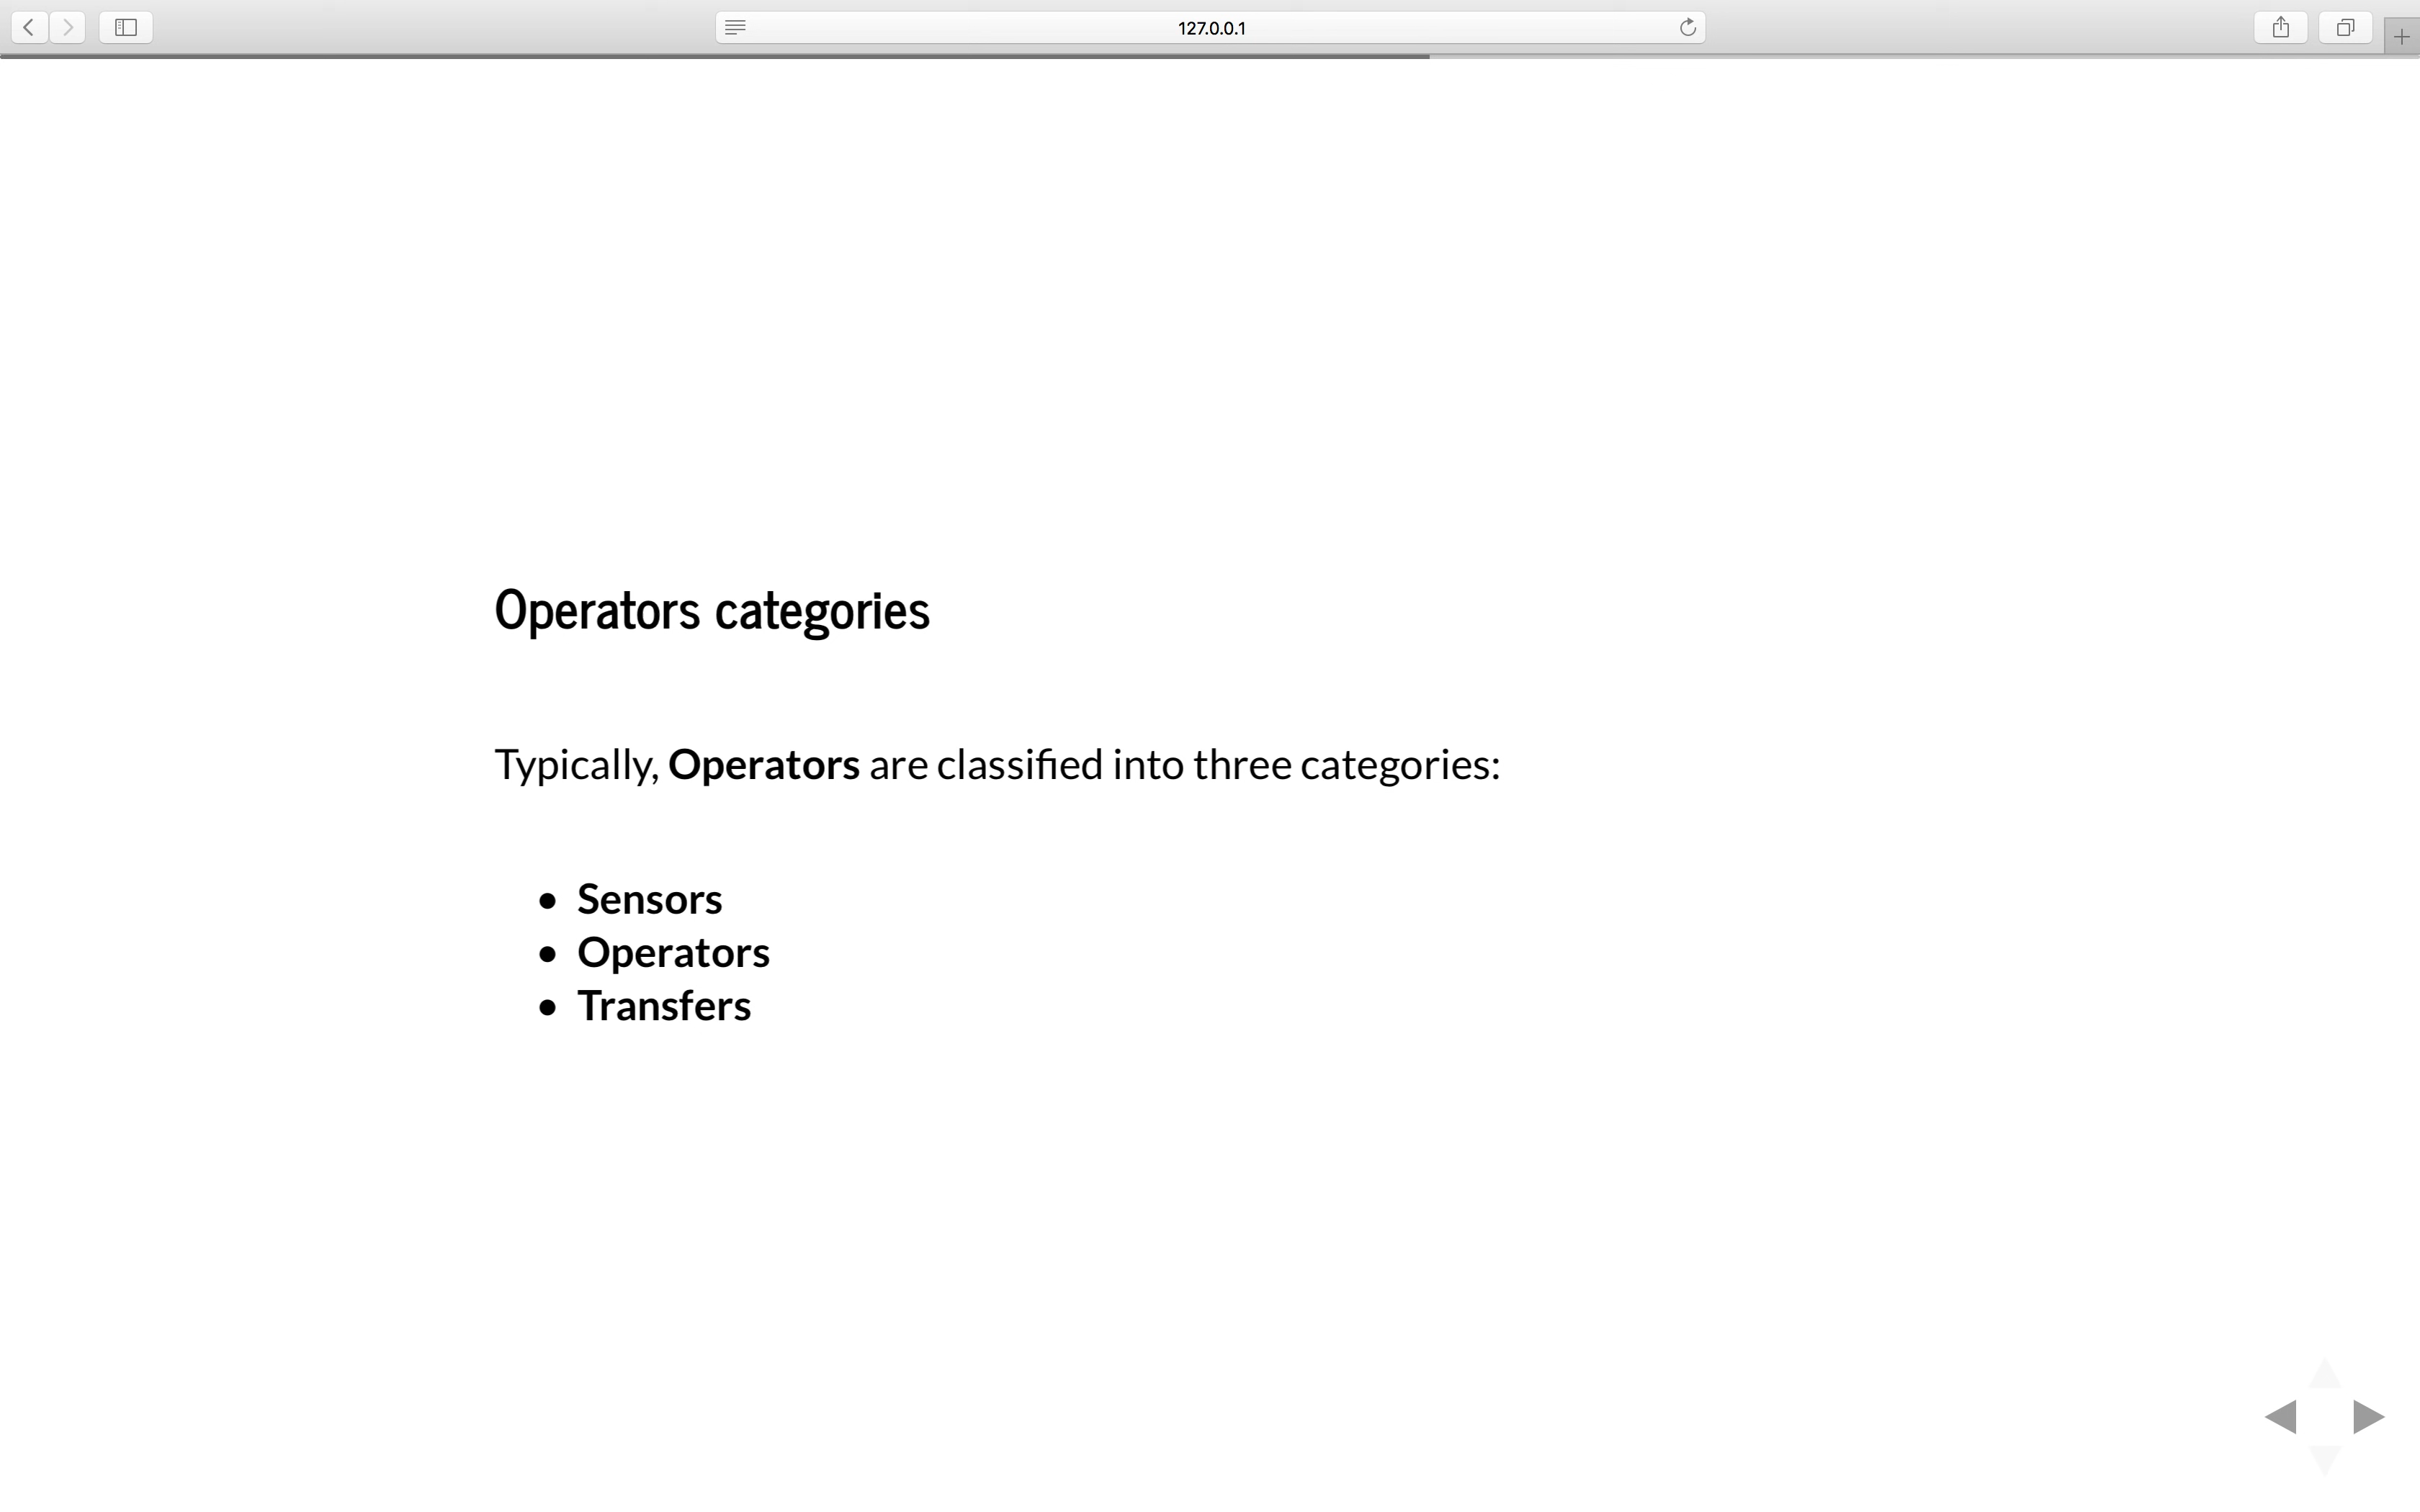 127.0.0.1
Operators categories
Typically, Operators are classified into three categories:
• Sensors
• Operators
• Transfers